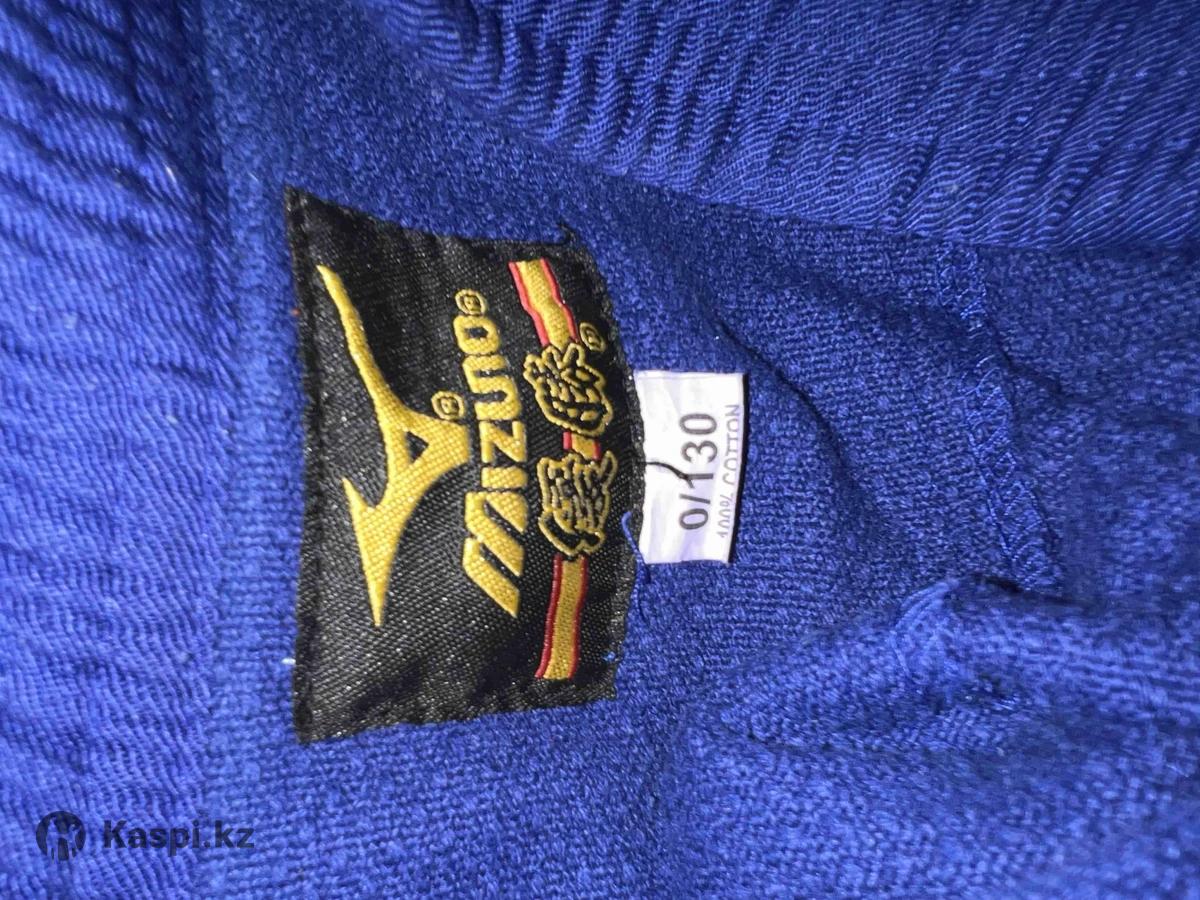 MIZUNO®
0/130
100% COTTON
Kaspi.kz